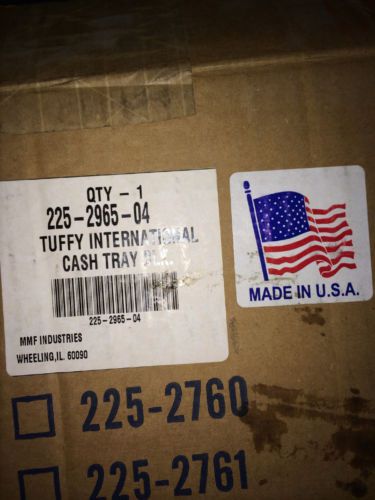 QTY - 1
225-2965-04
TUFFY INTERNATIONAL
CASH TRAY
225-2965-04
MMF INDUSTRIES
WHEELING,IL. 60090
MADE IN U.S.A.
225-2760
225-2761